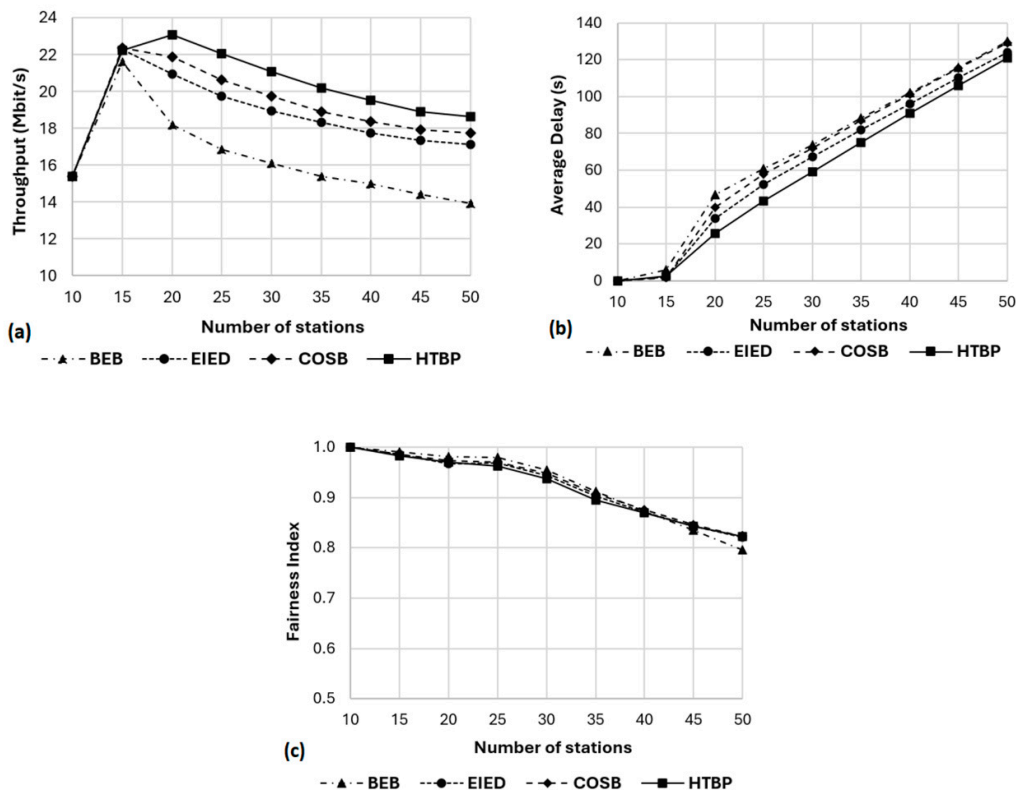 24
22
20
18
16
14
12
10
Throughput (Mbit/s)
10 15 20 25 30 35 40 45 50
Number of stations
(a)
BEB EIED COSB HTBP
140
120
100
80
60
40
20
0
Average Delay (s)
10 15 20 25 30 35 40 45 50
Number of stations
(b)
BEB EIED COSB HTBP
1.0
0.9
0.8
0.7
0.6
0.5
Fairness Index
10 15 20 25 30 35 40 45 50
Number of stations
(c)
BEB EIED COSB HTBP